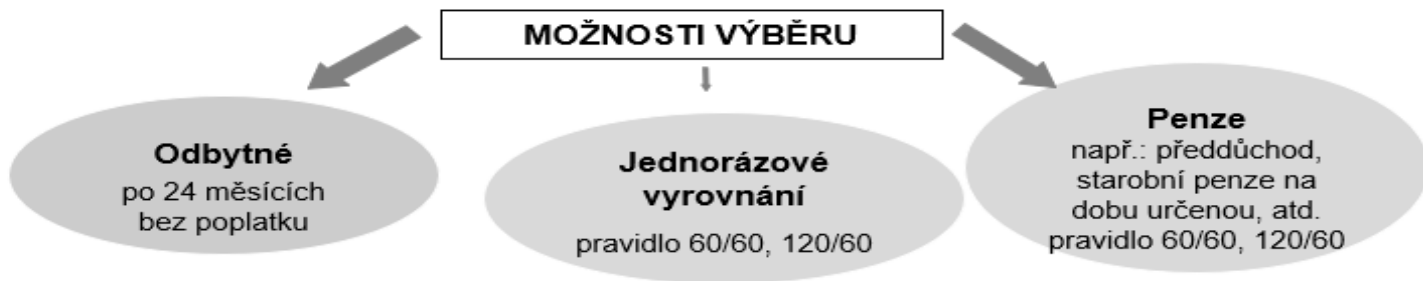 MOŽNOSTI VÝBĚRU
Odbytné
po 24 měsících
bez poplatku
Jednorázové
vyrovnání
pravidlo 60/60, 120/60
Penze
např.: předdůchod,
starobní penze na
dobu určenou, atd.
pravidlo 60/60, 120/60